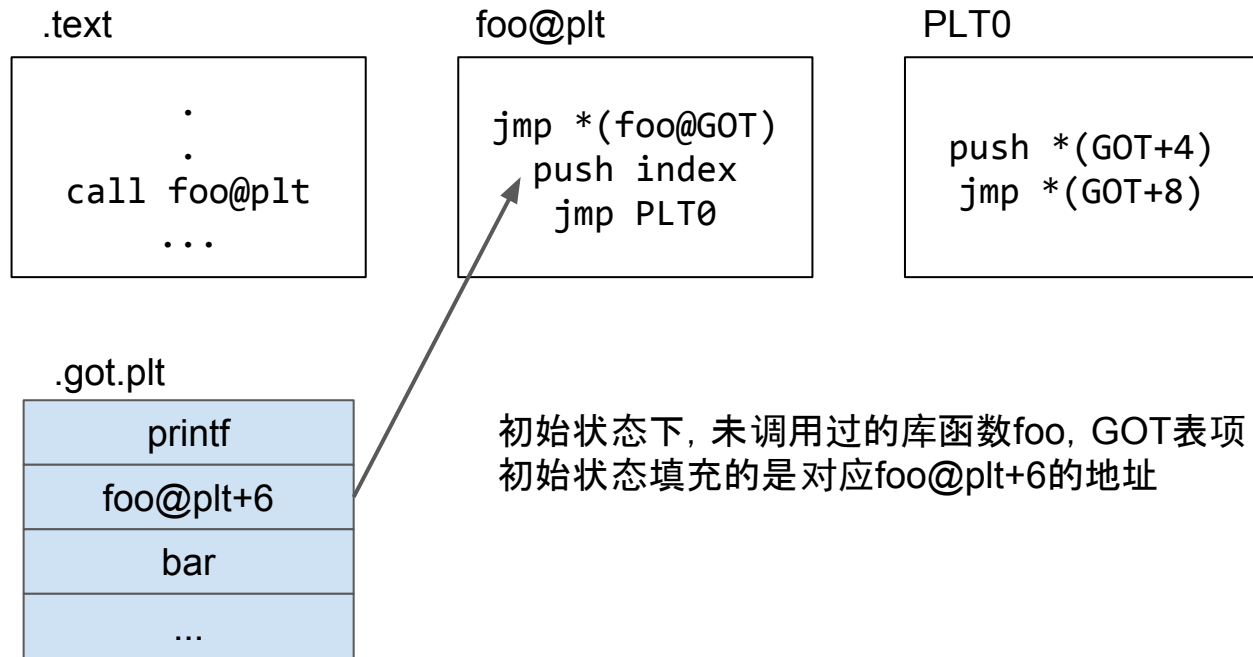 .text
.
.
call foo@plt
...
foo@plt
jmp *(foo@GOT)
push index
jmp PLT0
PLT0
push *(GOT+4)
jmp *(GOT+8)
.got.plt
printf
foo@plt+6
bar
...
初始状态下, 未调用过的库函数foo, GOT表项
初始状态填充的是对应foo@plt+6的地址